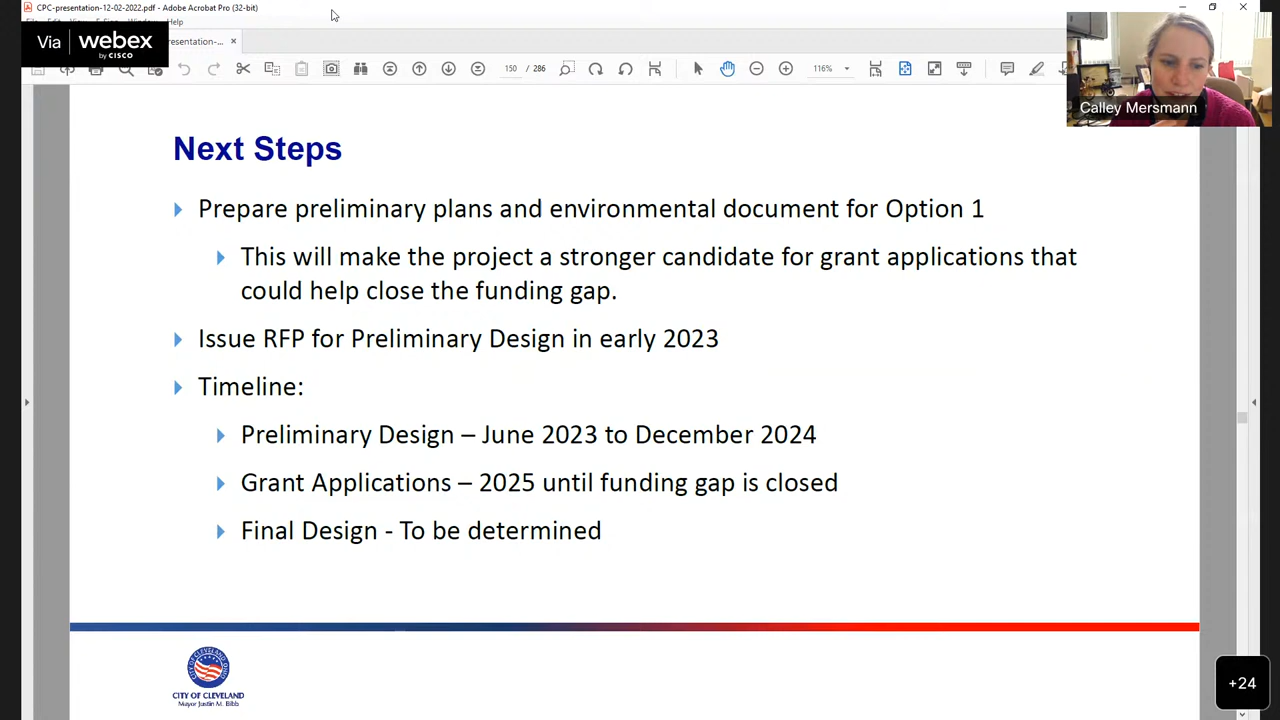 CPC-presentation-12-02-2022.pdf - Adobe Acrobat Pro (32-bit)
Help
Via webex
by CISCO
resentation-... ×
150 / 286
116%
Calley Mersmann
Next Steps
Prepare preliminary plans and environmental document for Option 1
This will make the project a stronger candidate for grant applications that
could help close the funding gap.
Issue RFP for Preliminary Design in early 2023
Timeline:
Preliminary Design – June 2023 to December 2024
Grant Applications – 2025 until funding gap is closed
Final Design - To be determined
CITY OF CLEVELAND
Mayor Justin M. Bibb
+24